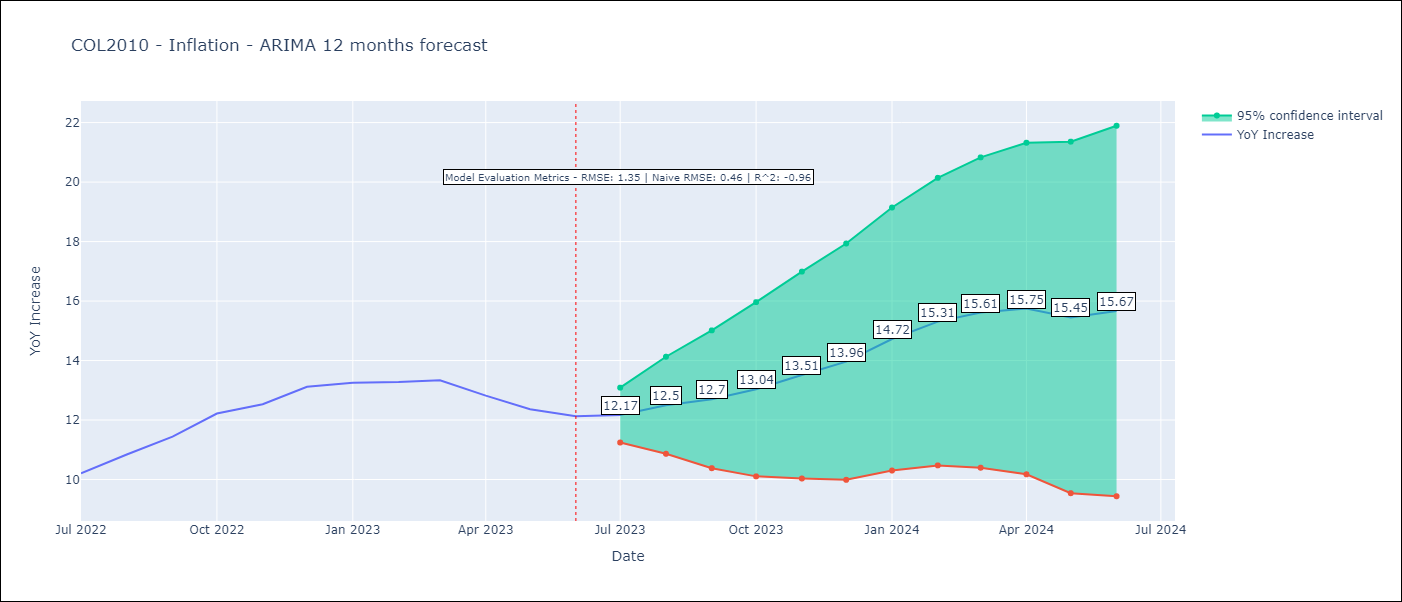 COL2010 - Inflation - ARIMA 12 months forecast
95% confidence interval
YoY Increase
Model Evaluation Metrics - RMSE: 1.35 | Naive RMSE: 0.46 | R^2: -0.96
YoY Increase
22
20
18
16
14
12
10
12.17
12.5
12.7
13.04
13.51
13.96
14.72
15.31
15.61
15.75
15.45
15.67
Jul 2022
Oct 2022
Jan 2023
Apr 2023
Jul 2023
Oct 2023
Jan 2024
Apr 2024
Jul 2024
Date